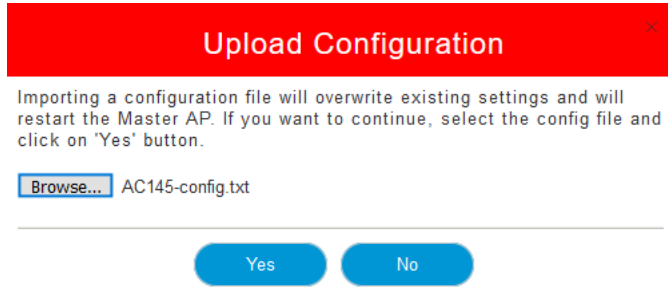 Upload Configuration
×
Importing a configuration file will overwrite existing settings and will
restart the Master AP. If you want to continue, select the config file and
click on 'Yes' button.
Browse... AC145-config.txt
Yes No